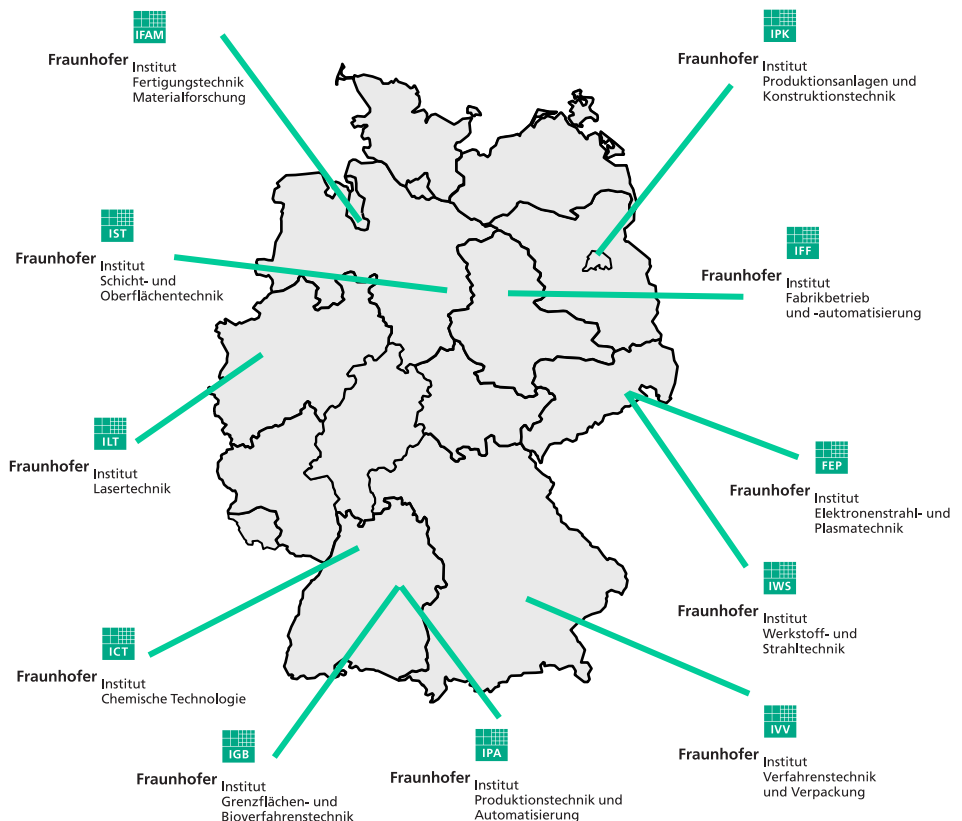 IFAM
Fraunhofer Institut
Fertigungstechnik
Materialforschung
IPK
Fraunhofer Institut
Produktionsanlagen und
Konstruktionstechnik
IST
Fraunhofer Institut
Schicht- und
Oberflächentechnik
IFF
Fraunhofer Institut
Fabrikbetrieb
und -automatisierung
ILT
Fraunhofer Institut
Lasertechnik
FEP
Fraunhofer Institut
Elektronenstrahl- und
Plasmatechnik
IWS
Fraunhofer Institut
Werkstoff- und
Strahltechnik
ICT
Fraunhofer Institut
Chemische Technologie
IVV
Fraunhofer Institut
Verfahrenstechnik
und Verpackung
IGB
Fraunhofer Institut
Grenzflächen- und
Bioverfahrenstechnik
IPA
Fraunhofer Institut
Produktionstechnik und
Automatisierung